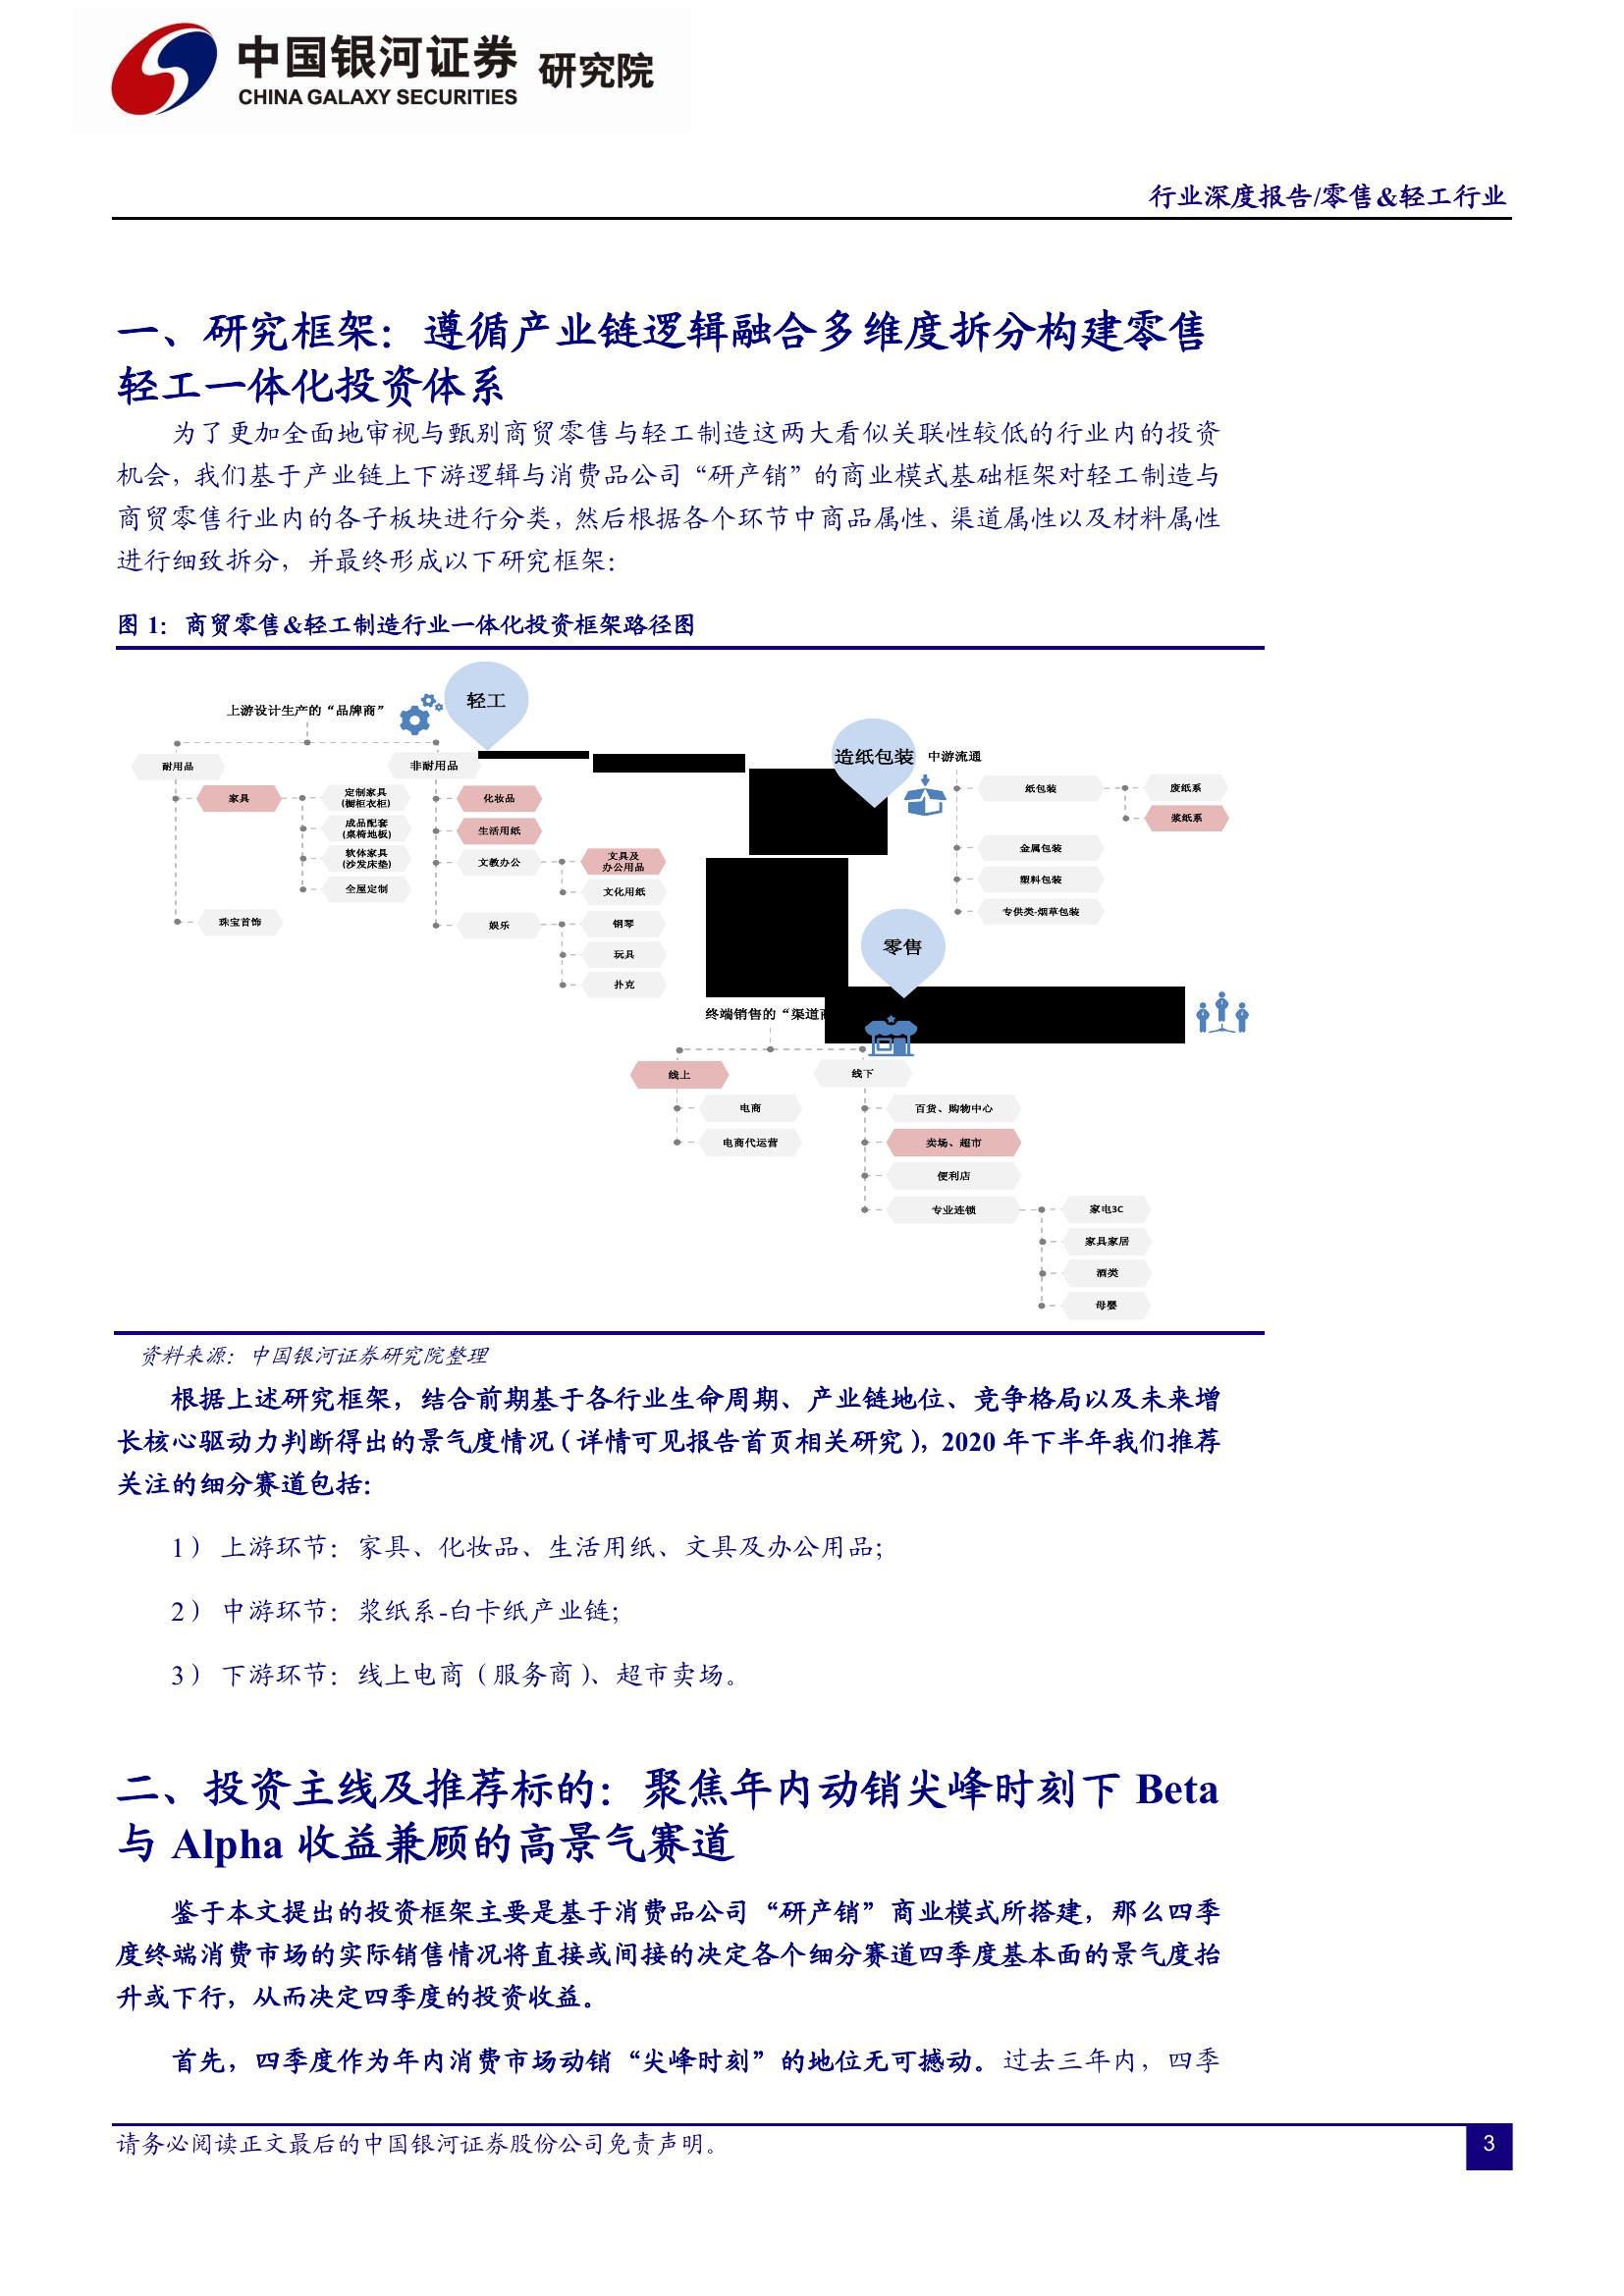 中国银河证券 研究院
CHINA GALAXY SECURITIES
行业深度报告/零售&轻工行业
一、研究框架：遵循产业链逻辑融合多维度拆分构建零售
轻工一体化投资体系
为了更加全面地审视与甄别商贸零售与轻工制造这两大看似关联性较低的行业内的投资
机会，我们基于产业链上下游逻辑与消费品公司“研产销”的商业模式基础框架对轻工制造与
商贸零售行业内的各子板块进行分类，然后根据各个环节中商品属性、渠道属性以及材料属性
进行细致拆分，并最终形成以下研究框架：
图 1：商贸零售&轻工制造行业一体化投资框架路径图
轻工
上游设计生产的“品牌商”
耐用品
家具
定制家具
(橱柜衣柜)
成品配套
(桌椅地板)
软体家具
(沙发床垫)
全屋定制
珠宝首饰
非耐用品
化妆品
生活用纸
文教办公
文具及
办公用品
文化用纸
娱乐
钢琴
玩具
扑克
造纸包装
中游流通
纸包装
废纸系
浆纸系
金属包装
塑料包装
专供类-烟草包装
零售
终端销售的“渠道
线上
电商
电商代运营
线下
百货、购物中心
卖场、超市
便利店
专业连锁
家电3C
家具家居
酒类
母婴
资料来源：中国银河证券研究院整理
根据上述研究框架，结合前期基于各行业生命周期、产业链地位、竞争格局以及未来增
长核心驱动力判断得出的景气度情况（详情可见报告首页相关研究），2020 年下半年我们推荐
关注的细分赛道包括：
1） 上游环节：家具、化妆品、生活用纸、文具及办公用品；
2） 中游环节：浆纸系-白卡纸产业链；
3） 下游环节：线上电商（服务商）、超市卖场。
二、投资主线及推荐标的：聚焦年内动销尖峰时刻下 Beta
与 Alpha 收益兼顾的高景气赛道
鉴于本文提出的投资框架主要是基于消费品公司“研产销”商业模式所搭建，那么四季
度终端消费市场的实际销售情况将直接或间接的决定各个细分赛道四季度基本面的景气度抬
升或下行，从而决定四季度的投资收益。
首先，四季度作为年内消费市场动销“尖峰时刻”的地位无可撼动。过去三年内，四季
请务必阅读正文最后的中国银河证券股份公司免责声明。
3